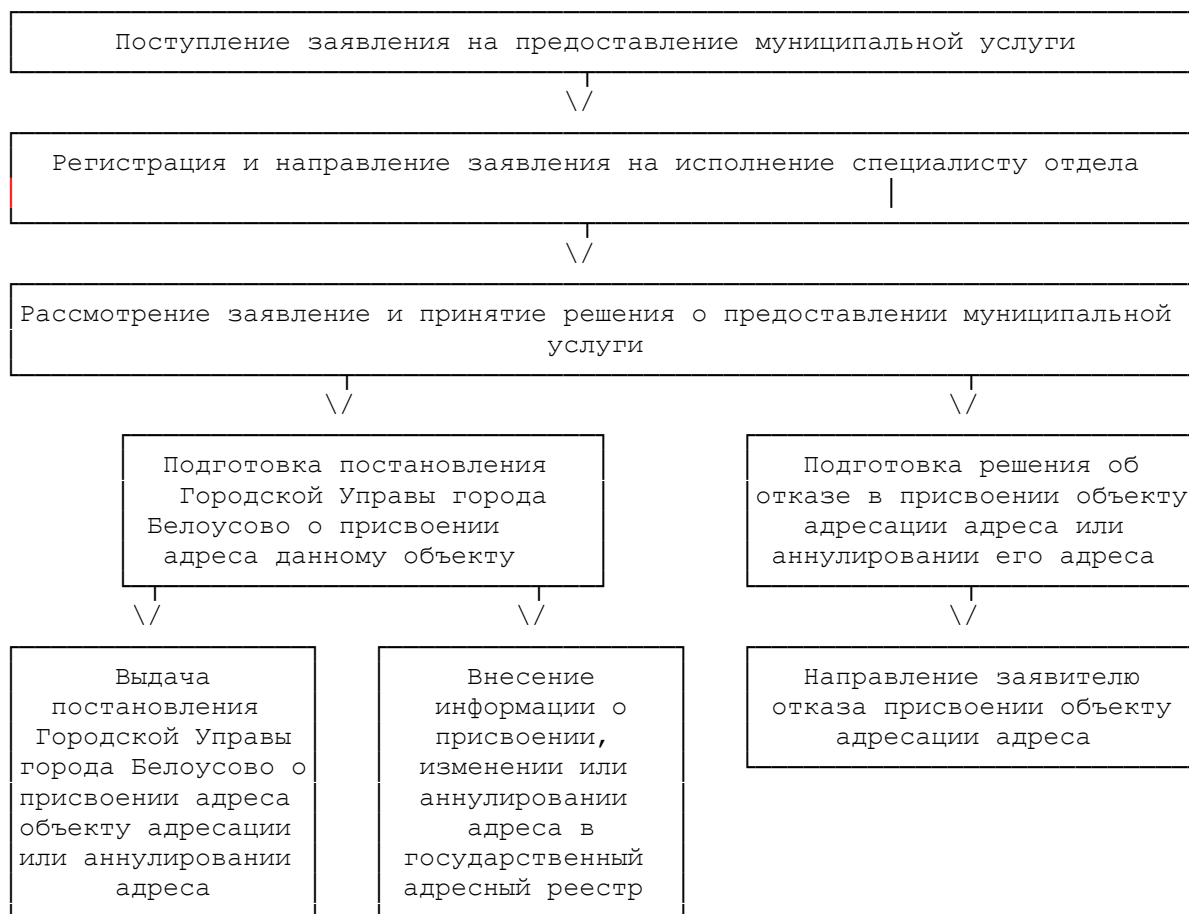 Поступление заявления на предоставление муниципальной услуги
\/
Регистрация и направление заявления на исполнение специалисту отдела
\/
Рассмотрение заявление и принятие решения о предоставлении муниципальной
услуги
\/
\/
Подготовка постановления
Городской Управы города
Белоусово о присвоении
адреса данному объекту
Подготовка решения об
отказе в присвоении объекту
адресации адреса или
аннулировании его адреса
\/
\/
\/
Выдача
постановления
Городской Управы
города Белоусово о
присвоении адреса
объекту адресации
или аннулировании
адреса
Внесение
информации о
присвоении,
изменении или
аннулировании
адреса в
государственный
адресный реестр
Направление заявителю
отказа присвоении объекту
адресации адреса